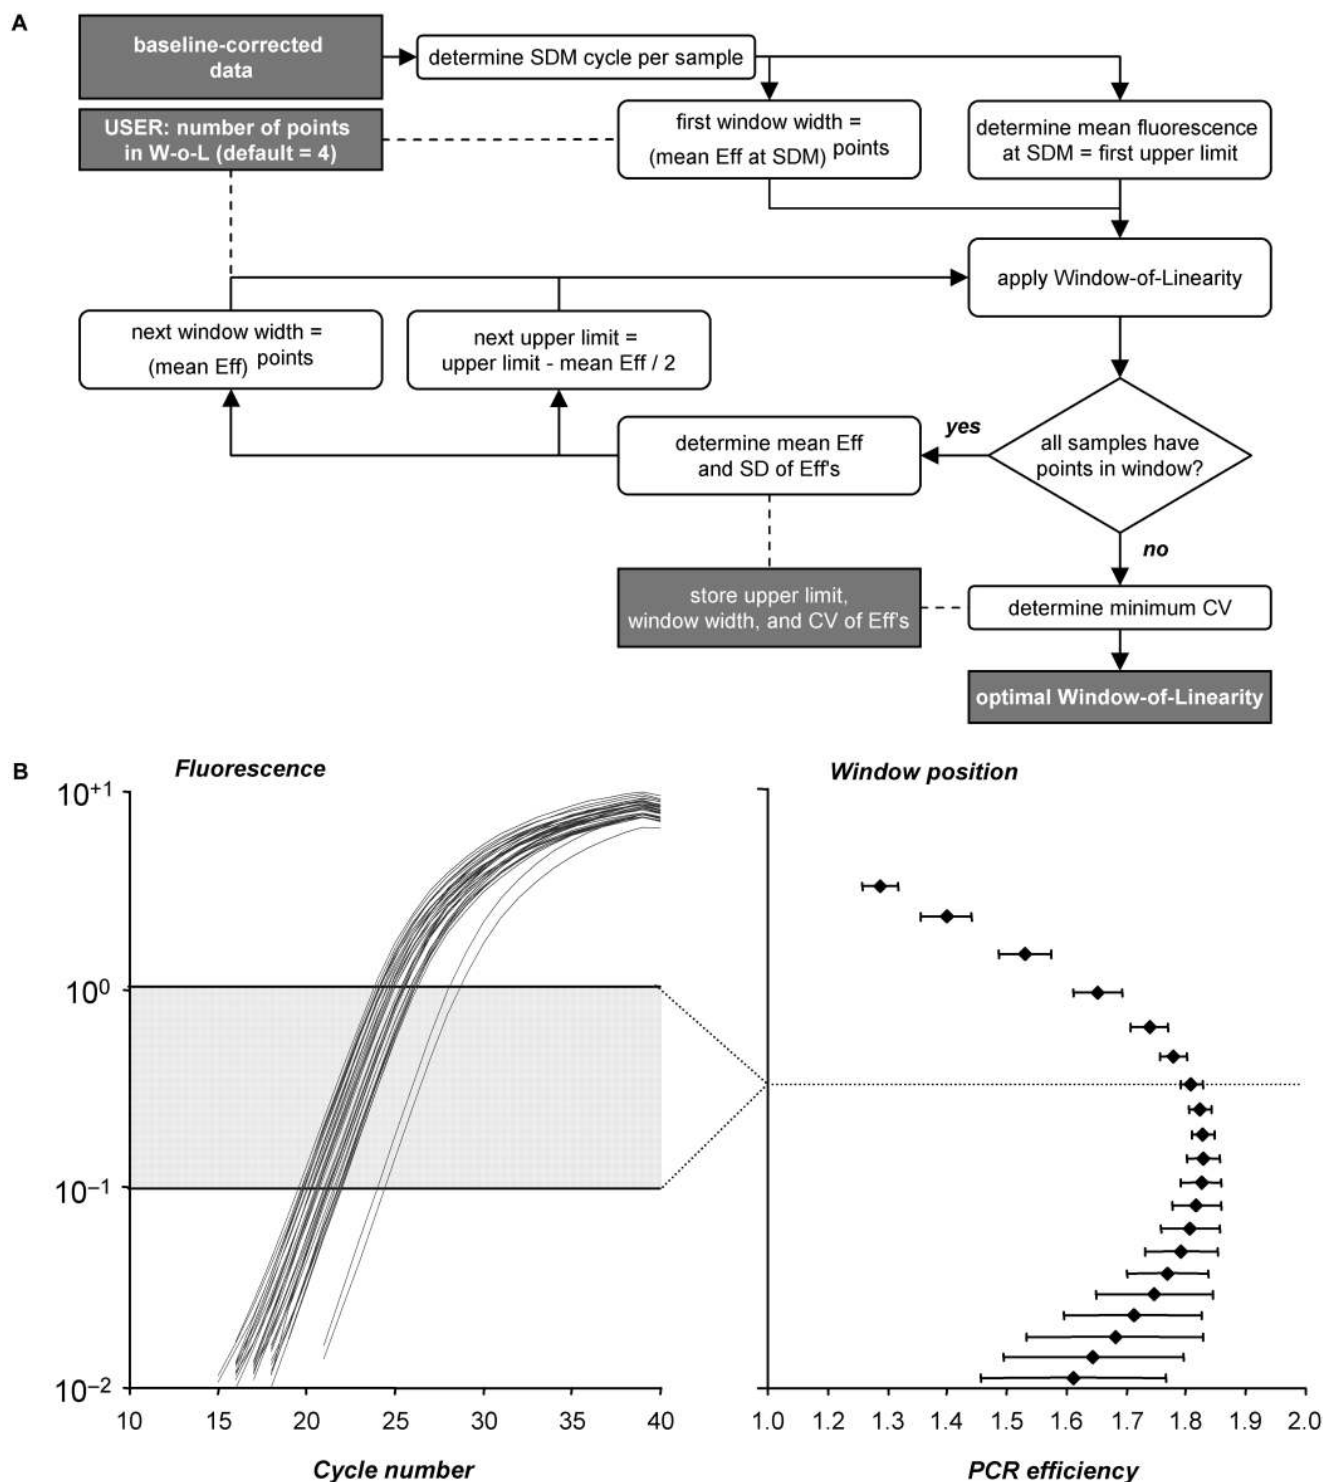 A
baseline-corrected
data
determine SDM cycle per sample
USER: number of points
in W-o-L (default = 4)
first window width =
(mean Eff at SDM) points
determine mean fluorescence
at SDM = first upper limit
apply Window-of-Linearity
next window width =
(mean Eff) points
next upper limit =
upper limit - mean Eff / 2
determine mean Eff
and SD of Eff's
yes
all samples have
points in window?
no
store upper limit,
window width, and CV of Eff's
determine minimum CV
optimal Window-of-Linearity
B
Fluorescence
Window position
10+1
100
10−1
10−2
10 15 20 25 30 35 40
1.0 1.2 1.3 1.4 1.5 1.6 1.7 1.8 1.9 2.0
Cycle number
PCR efficiency